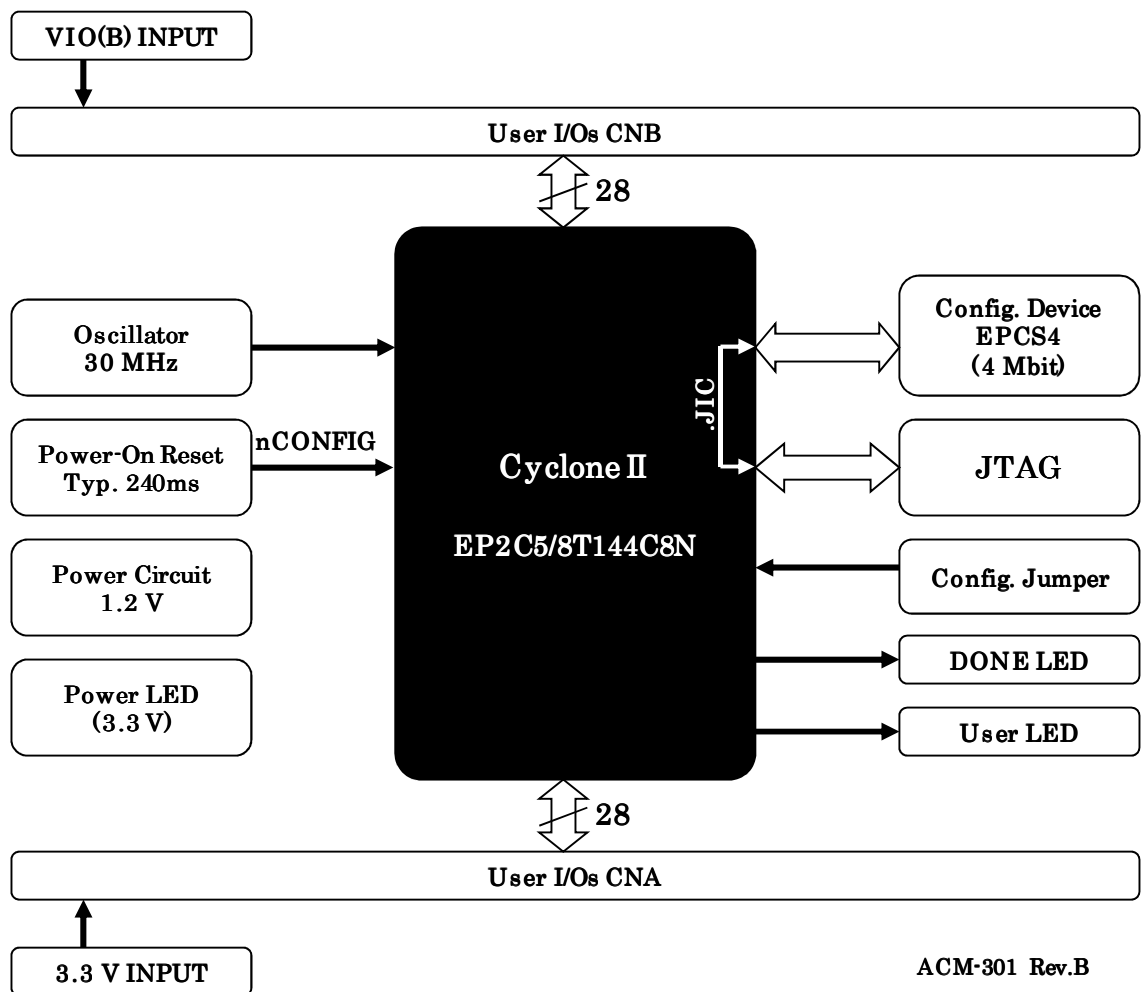 VIO(B) INPUT
User I/Os CNB
28
Oscillator
30 MHz
Power-On Reset
Typ. 240ms
nCONFIG
Power Circuit
1.2 V
Power LED
(3.3 V)
Cyclone Ⅱ
EP2C5/8T144C8N
.JIC
Config. Device
EPCS4
(4 Mbit)
JTAG
Config. Jumper
DONE LED
User LED
28
User I/Os CNA
3.3 V INPUT
ACM-301 Rev.B